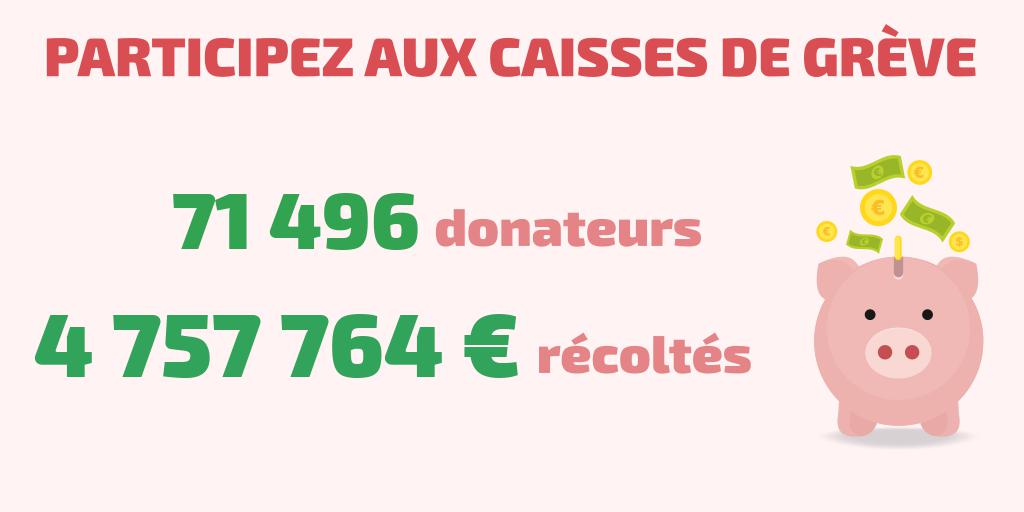 PARTICIPEZ AUX CAISSES DE GRÈVE
71 496 donateurs
4 757 764 € récoltés